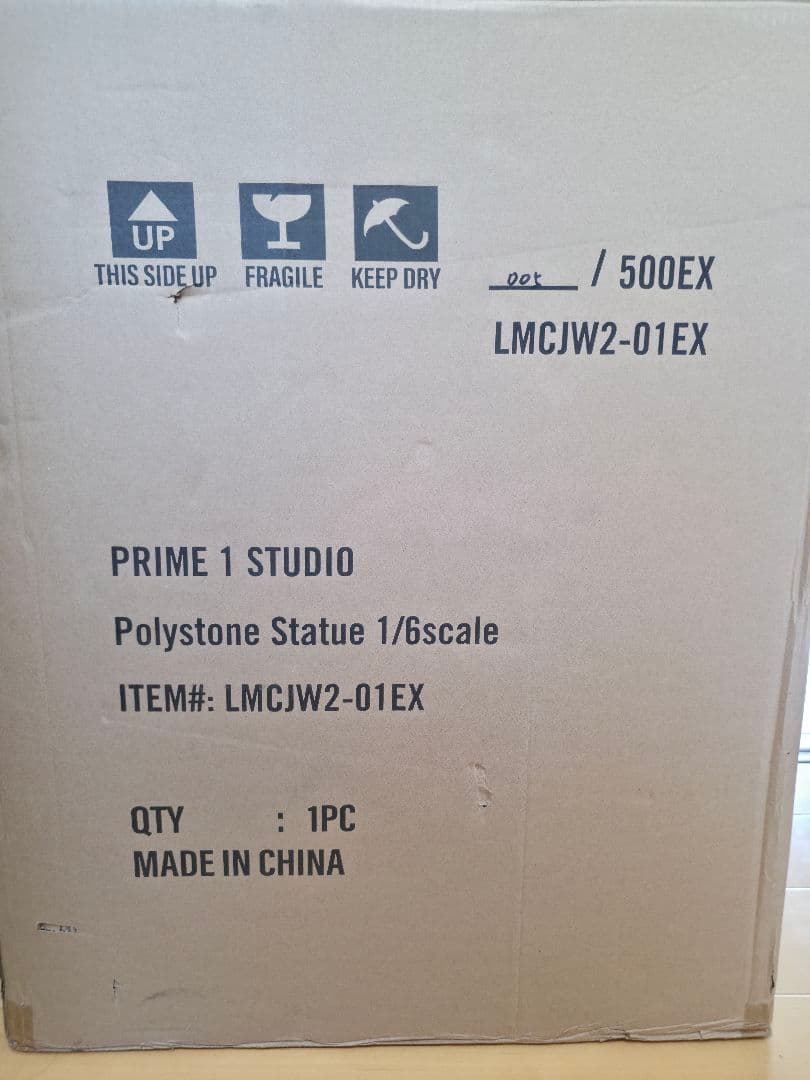 UP
THIS SIDE UP FRAGILE KEEP DRY
005 / 500EX
LMCJW2-01EX
PRIME 1 STUDIO
Polystone Statue 1/6scale
ITEM#: LMCJW2-01EX
QTY : 1PC
MADE IN CHINA